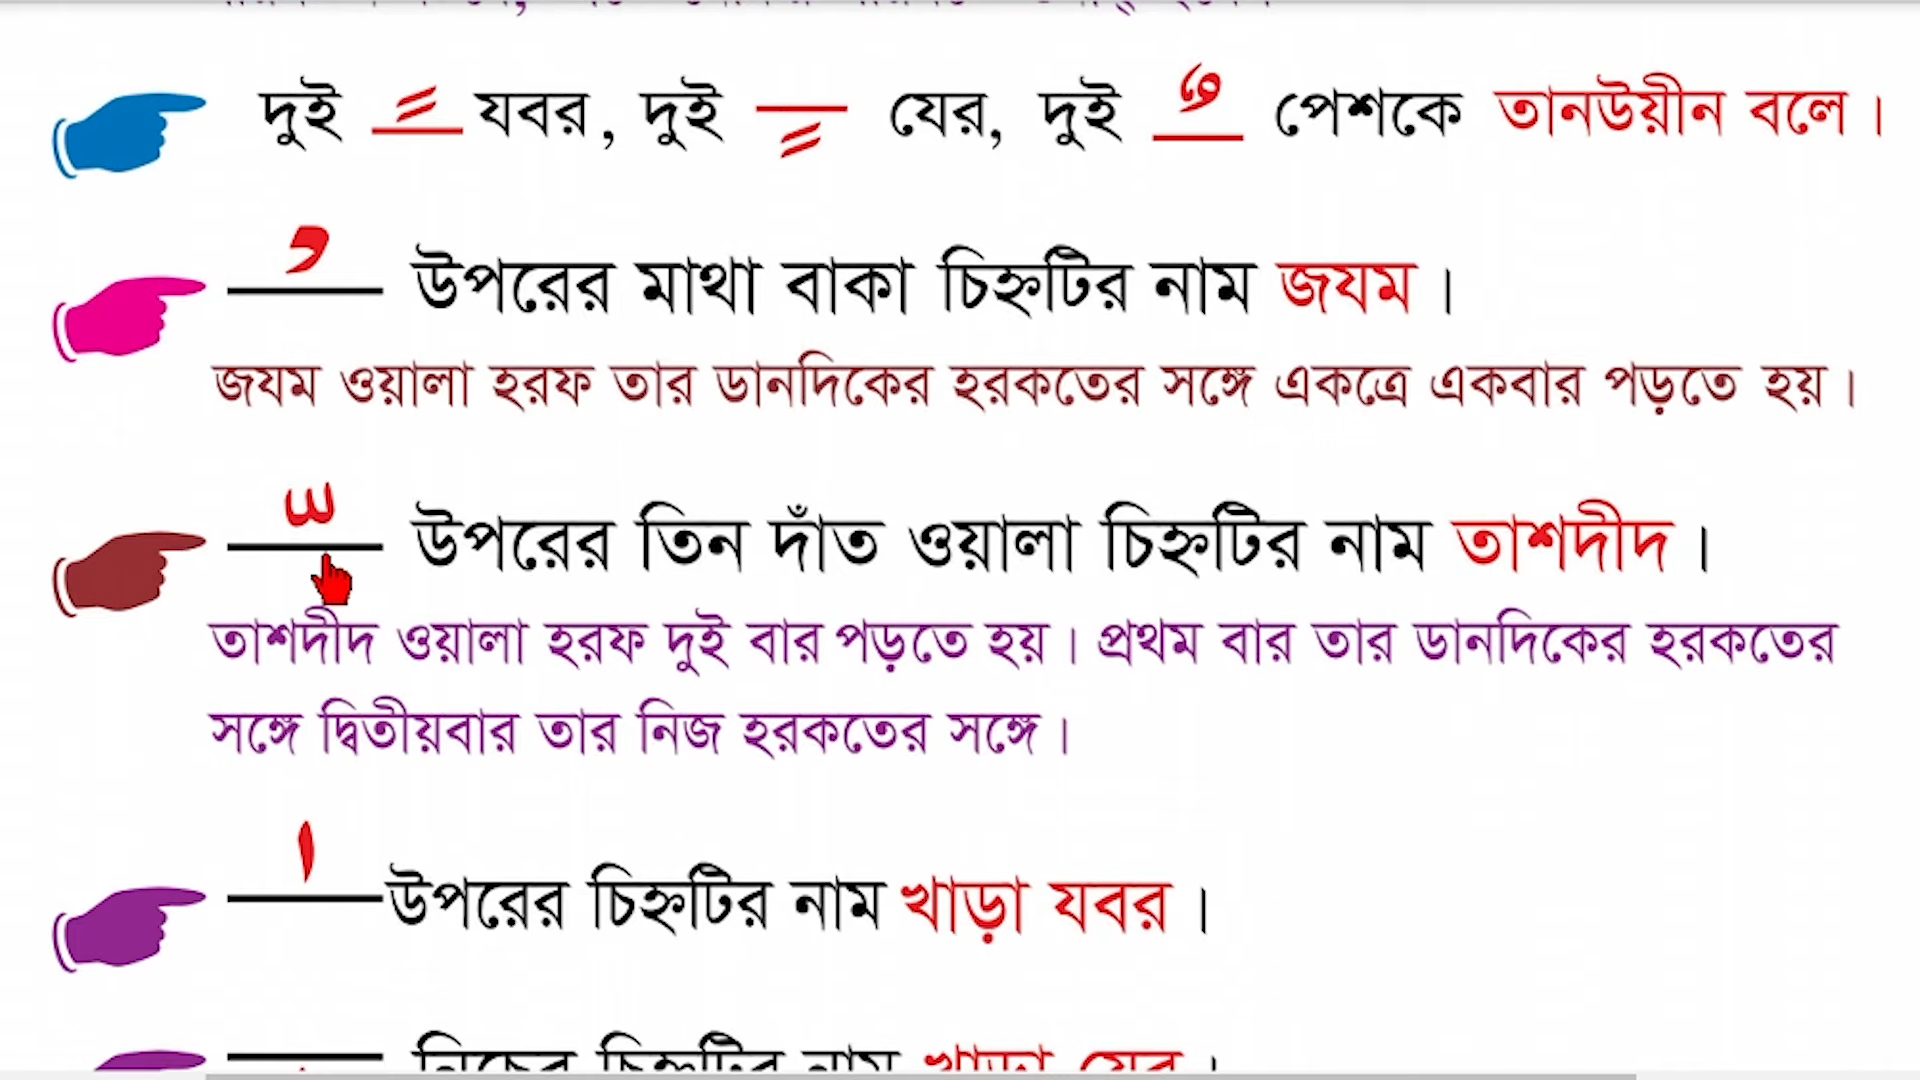 দুই ـً যবর, দুই ـٍ যের, দুই ـٌ পেশকে তানউয়ীন বলে।
উপরের মাথা বাকা চিহ্নটির নাম জযম।
জযম ওয়ালা হরফ তার ডানদিকের হরকতের সঙ্গে একত্রে একবার পড়তে হয়।
উপরের তিন দাঁত ওয়ালা চিহ্নটির নাম তাশদীদ।
তাশদীদ ওয়ালা হরফ দুই বার পড়তে হয়। প্রথম বার তার ডানদিকের হরকতের
সঙ্গে দ্বিতীয়বার তার নিজ হরকতের সঙ্গে।
উপরের চিহ্নটির নাম খাড়া যবর।
নিচের চিহ্নটির নাম খাড়া যের।